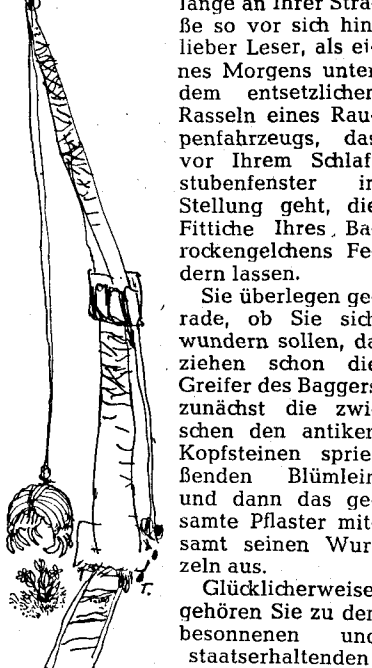 lange an Ihrer Stra-
ße so vor sich hin
lieber Leser, als ei-
nes Morgens unter
dem entsetzlichen
Rasseln eines Rau-
penfahrzeugs, das
vor Ihrem Schlaf-
stubenfenster in
Stellung geht, die
Fittiche Ihres Ba-
rockengelchens Fe-
dern lassen.
Sie überlegen ge-
rade, ob Sie sich
wundern sollen, da
ziehen schon die
Greifer des Baggers
zunächst die zwi-
schen den antiken
Kopfsteinen sprie-
ßenden Blümlein
und dann das ge-
samte Pflaster mit-
samt seinen Wur-
zeln aus.
Glücklicherweise
gehören Sie zu den
besonnenen und
staatserhaltenden
T.